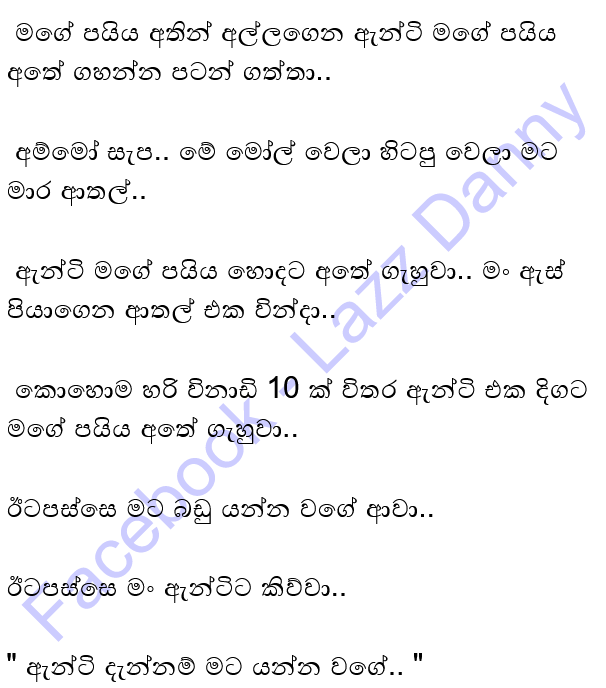 මගේ පයිය අතින් අල්ලගෙන ඇන්ටි මගේ පයිය
අතේ ගහන්න පටන් ගත්තා..
අම්මෝ සැප.. මේ මෝල් වෙලා හිටපු වෙලා මට
මාර ආතල්..
ඇන්ටි මගේ පයිය හොදට අතේ ගැහුවා.. මං ඇස්
පියාගෙන ආතල් එක වින්දා..
කොහොම හරි විනාඩි 10 ක් විතර ඇන්ටි එක දිගට
මගේ පයිය අතේ ගැහුවා..
ඊටපස්සෙ මට බඩු යන්න වගේ ආවා..
ඊටපස්සෙ මං ඇන්ටිට කිව්වා..
" ඇන්ටි දැන්නම් මට යන්න වගේ.. "
Facebook - Lazz Danny